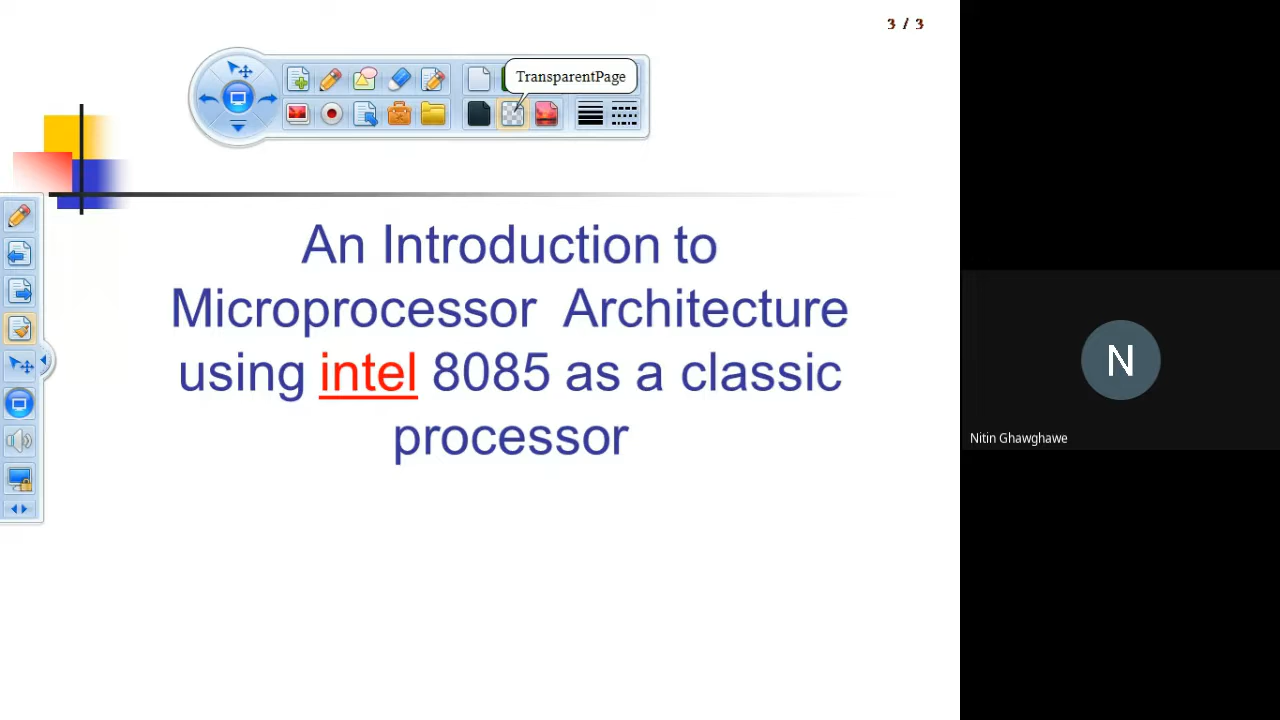 3 / 3
TransparentPage
An Introduction to
Microprocessor Architecture
using intel 8085 as a classic
processor
N
Nitin Ghawghawe